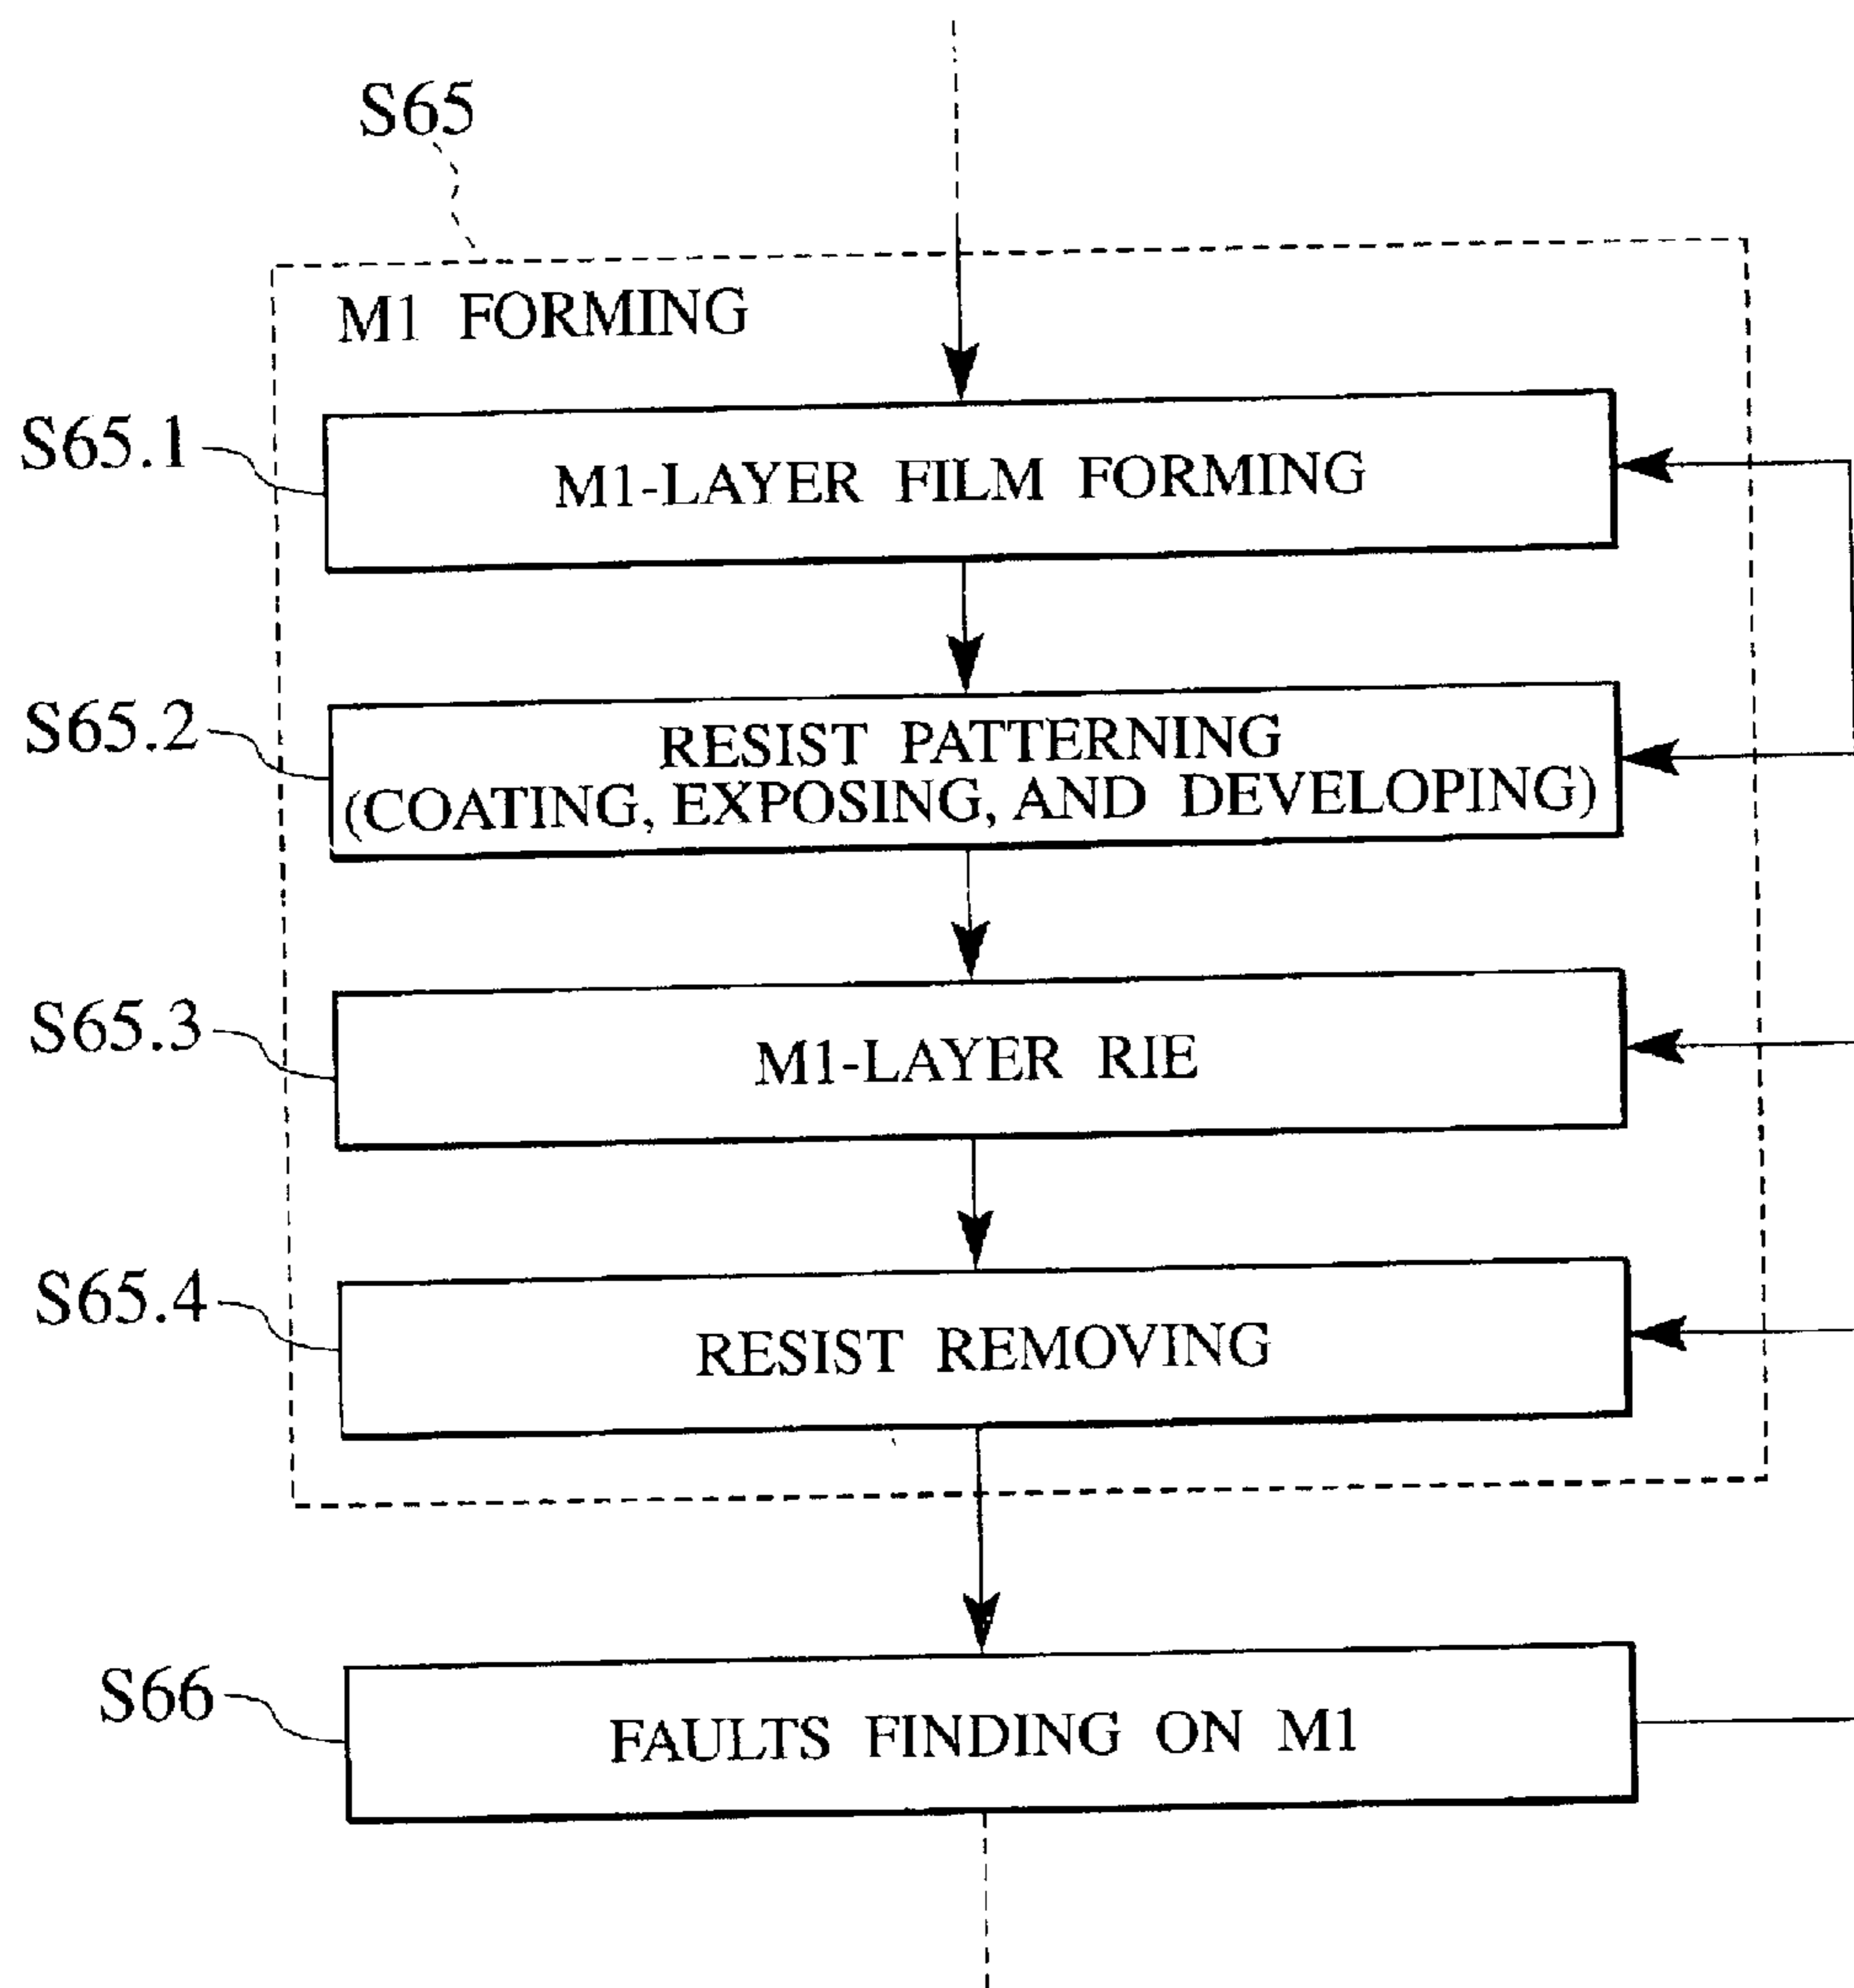 S65
M1 FORMING
S65.1
M1-LAYER FILM FORMING
S65.2
RESIST PATTERNING
(COATING, EXPOSING, AND DEVELOPING)
S65.3
M1-LAYER RIE
S65.4
RESIST REMOVING
S66
FAULTS FINDING ON M1